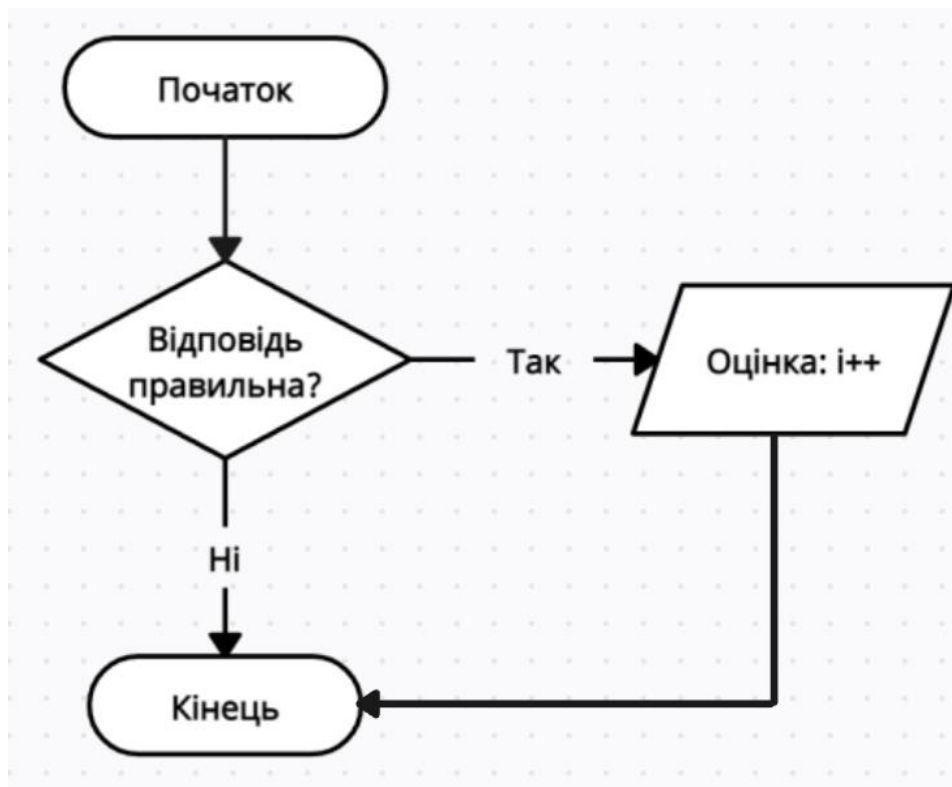 Початок
Відповідь
правильна?
Так
Оцінка: i++
Ні
Кінець